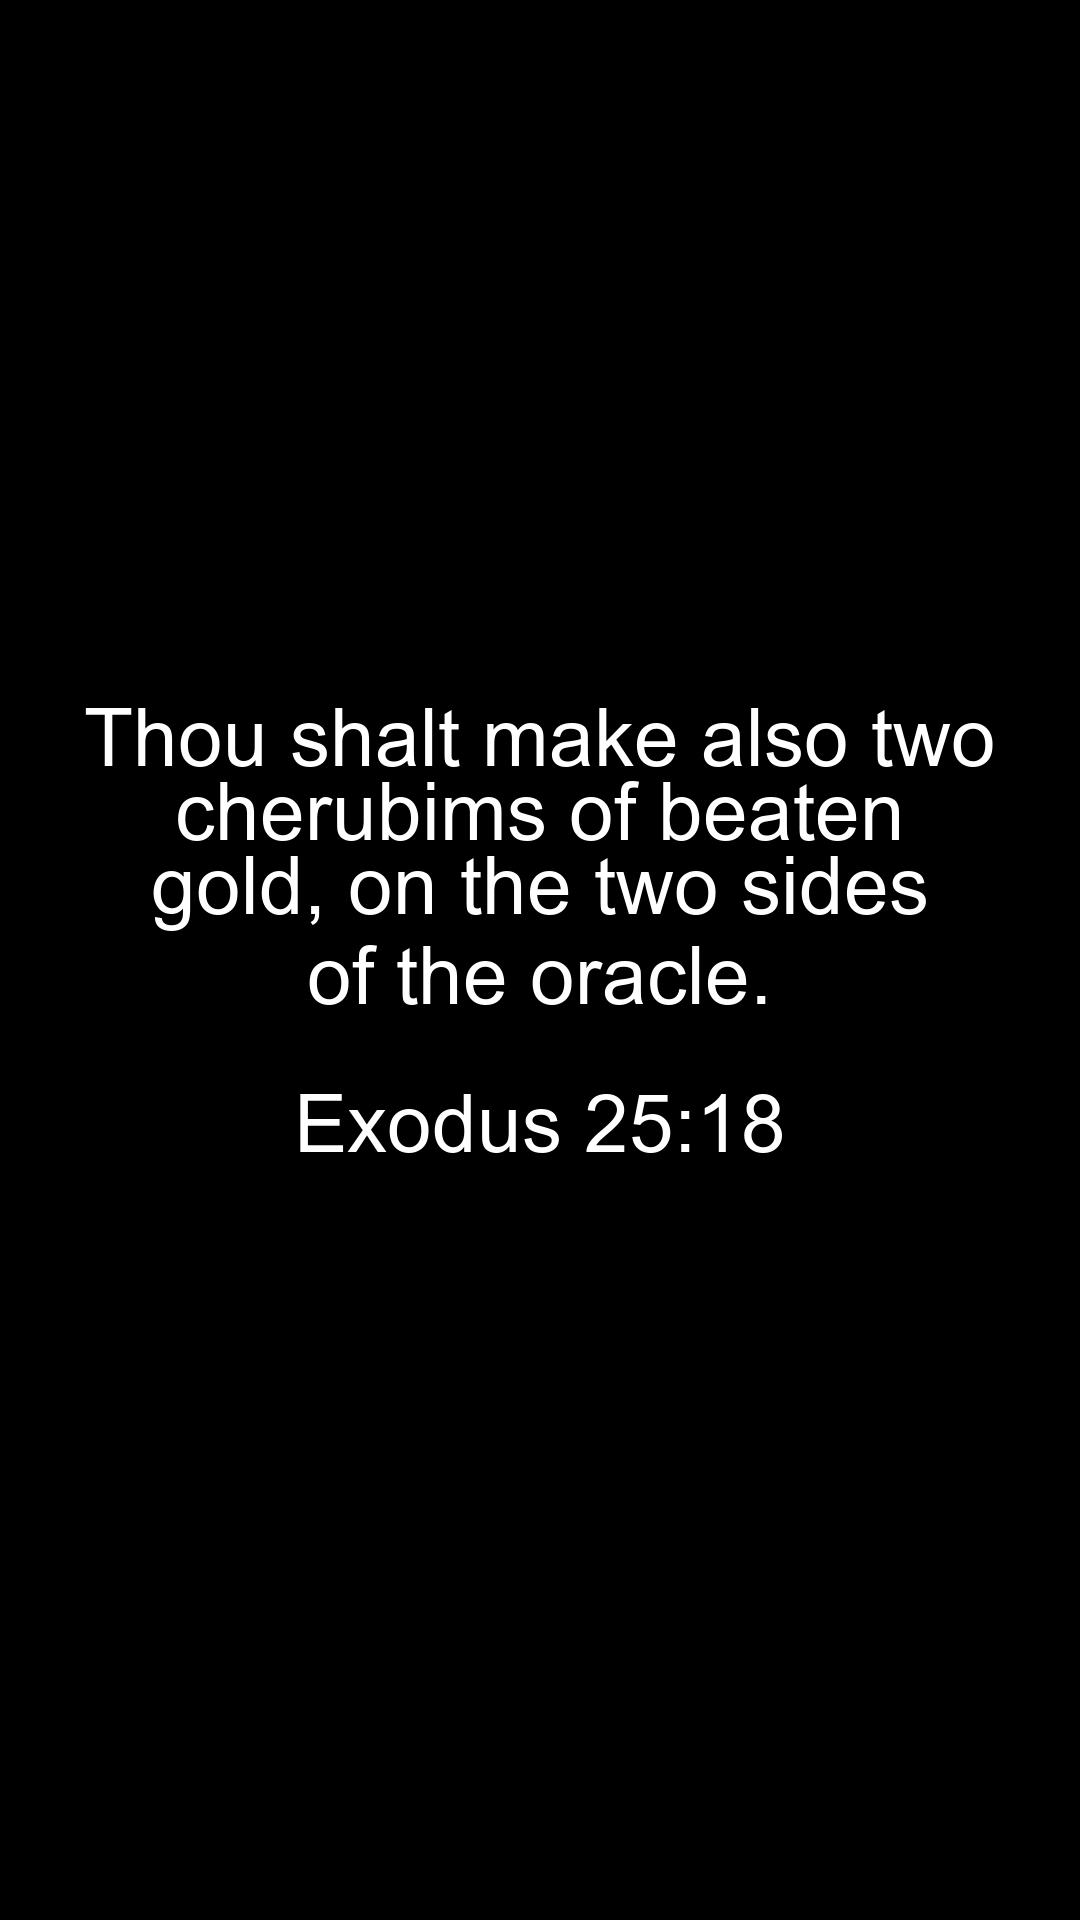 Thou shalt make also two
cherubims of beaten
gold, on the two sides
of the oracle.
Exodus 25:18